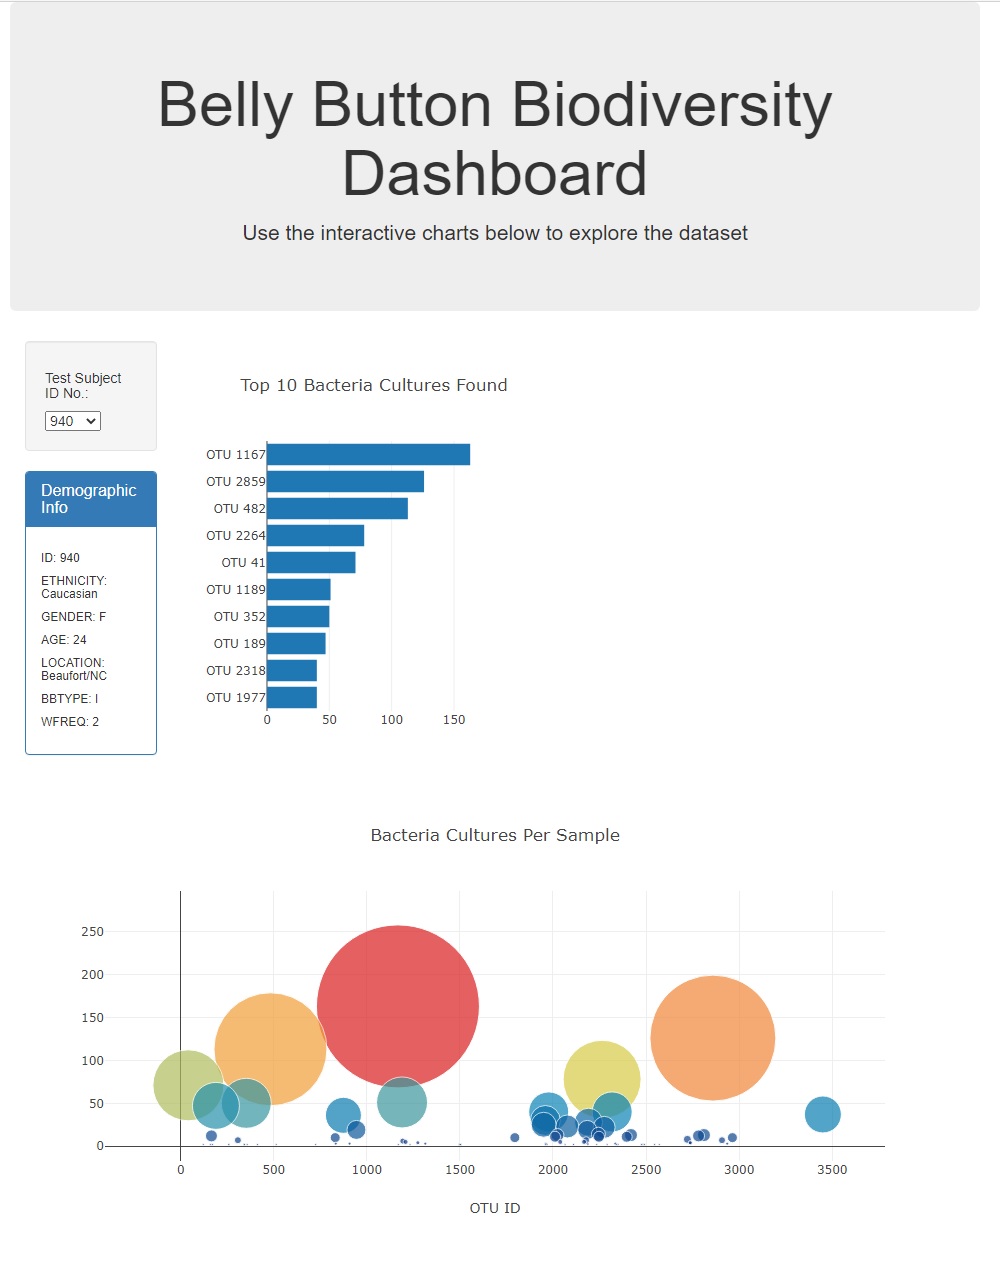 Belly Button Biodiversity
Dashboard
Use the interactive charts below to explore the dataset
Test Subject
ID No.:
940
Demographic
Info
ID: 940
ETHNICITY:
Caucasian
GENDER: F
AGE: 24
LOCATION:
Beaufort/NC
BBTYPE: I
WFREQ: 2
Top 10 Bacteria Cultures Found
OTU 1167
OTU 2859
OTU 482
OTU 2264
OTU 41
OTU 1189
OTU 352
OTU 189
OTU 2318
OTU 1977
0 50 100 150
Bacteria Cultures Per Sample
250
200
150
100
50
0
0 500 1000 1500 2000 2500 3000 3500
OTU ID